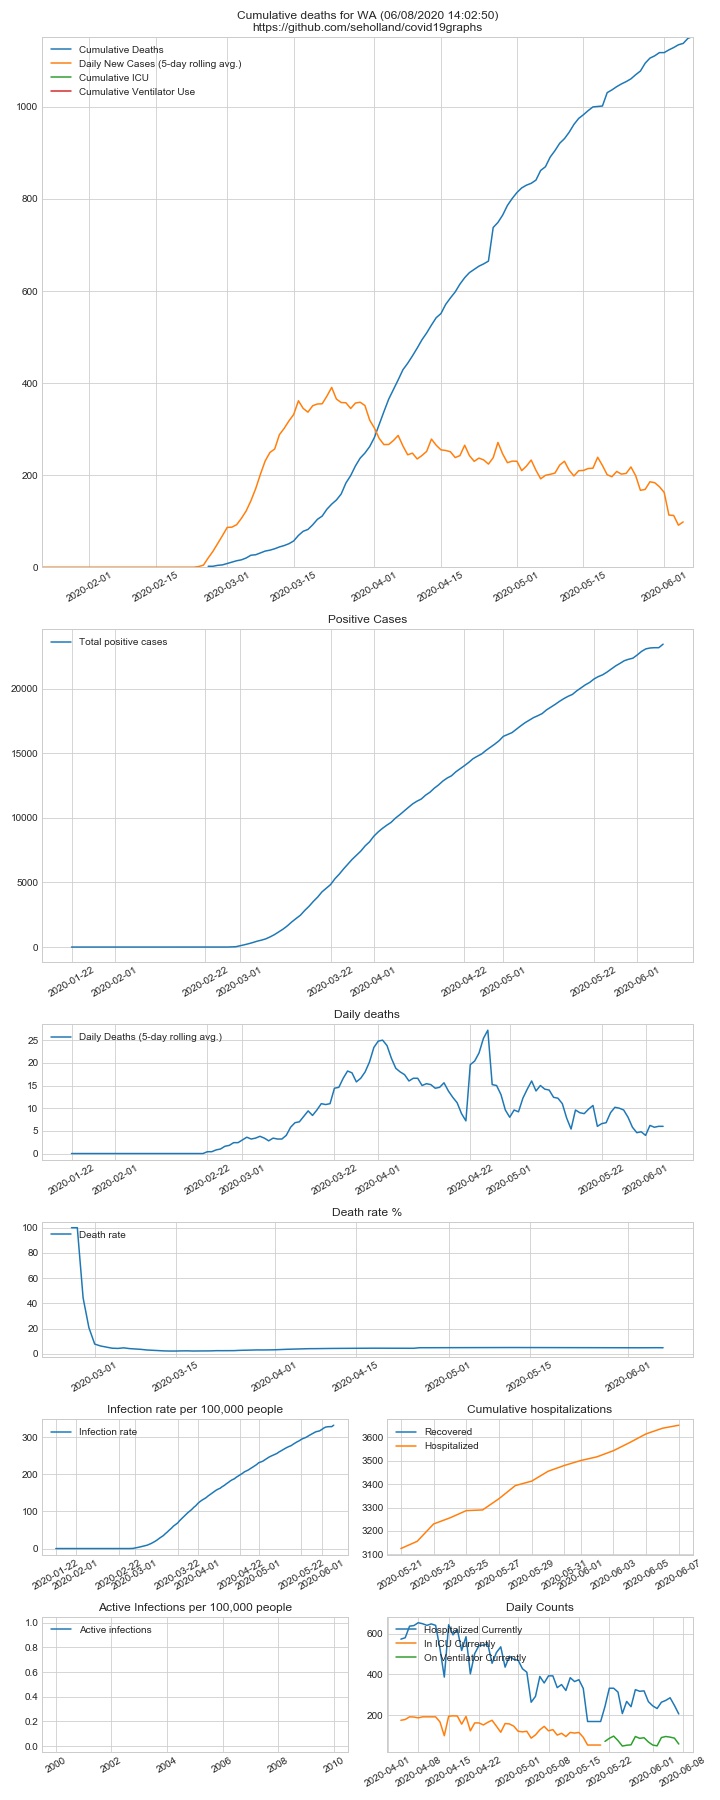 Cumulative deaths for WA (06/08/2020 14:02:50)
https://github.com/seholland/covid19graphs
Cumulative Deaths
Daily New Cases (5-day rolling avg.)
Cumulative ICU
Cumulative Ventilator Use
1000
800
600
400
200
0
2020-02-01 2020-02-15 2020-03-01 2020-03-15 2020-04-01 2020-04-15 2020-05-01 2020-05-15 2020-06-01
Positive Cases
Total positive cases
20000
15000
10000
5000
0
2020-01-22 2020-02-01 2020-02-22 2020-03-01 2020-03-22 2020-04-01 2020-04-22 2020-05-01 2020-05-22 2020-06-01
Daily deaths
Daily Deaths (5-day rolling avg.)
25
20
15
10
5
0
2020-01-22 2020-02-01 2020-02-22 2020-03-01 2020-03-22 2020-04-01 2020-04-22 2020-05-01 2020-05-22 2020-06-01
Death rate %
Death rate
100
80
60
40
20
0
2020-03-01 2020-03-15 2020-04-01 2020-04-15 2020-05-01 2020-05-15 2020-06-01
Infection rate per 100,000 people
Infection rate
300
200
100
0
2020-01-22 2020-02-01 2020-02-22 2020-03-01 2020-03-22 2020-04-01 2020-04-22 2020-05-01 2020-05-22 2020-06-01
Cumulative hospitalizations
Recovered
Hospitalized
3600
3500
3400
3300
3200
3100
2020-05-21 2020-05-23 2020-05-25 2020-05-27 2020-05-29 2020-05-31 2020-06-01 2020-06-03 2020-06-05 2020-06-07
Active Infections per 100,000 people
Active infections
1.0
0.8
0.6
0.4
0.2
0.0
2000 2002 2004 2006 2008 2010
Daily Counts
Hospitalized Currently
In ICU Currently
On Ventilator Currently
600
400
200
2020-04-01 2020-04-08 2020-04-15 2020-04-22 2020-05-01 2020-05-08 2020-05-15 2020-05-22 2020-06-01 2020-06-08